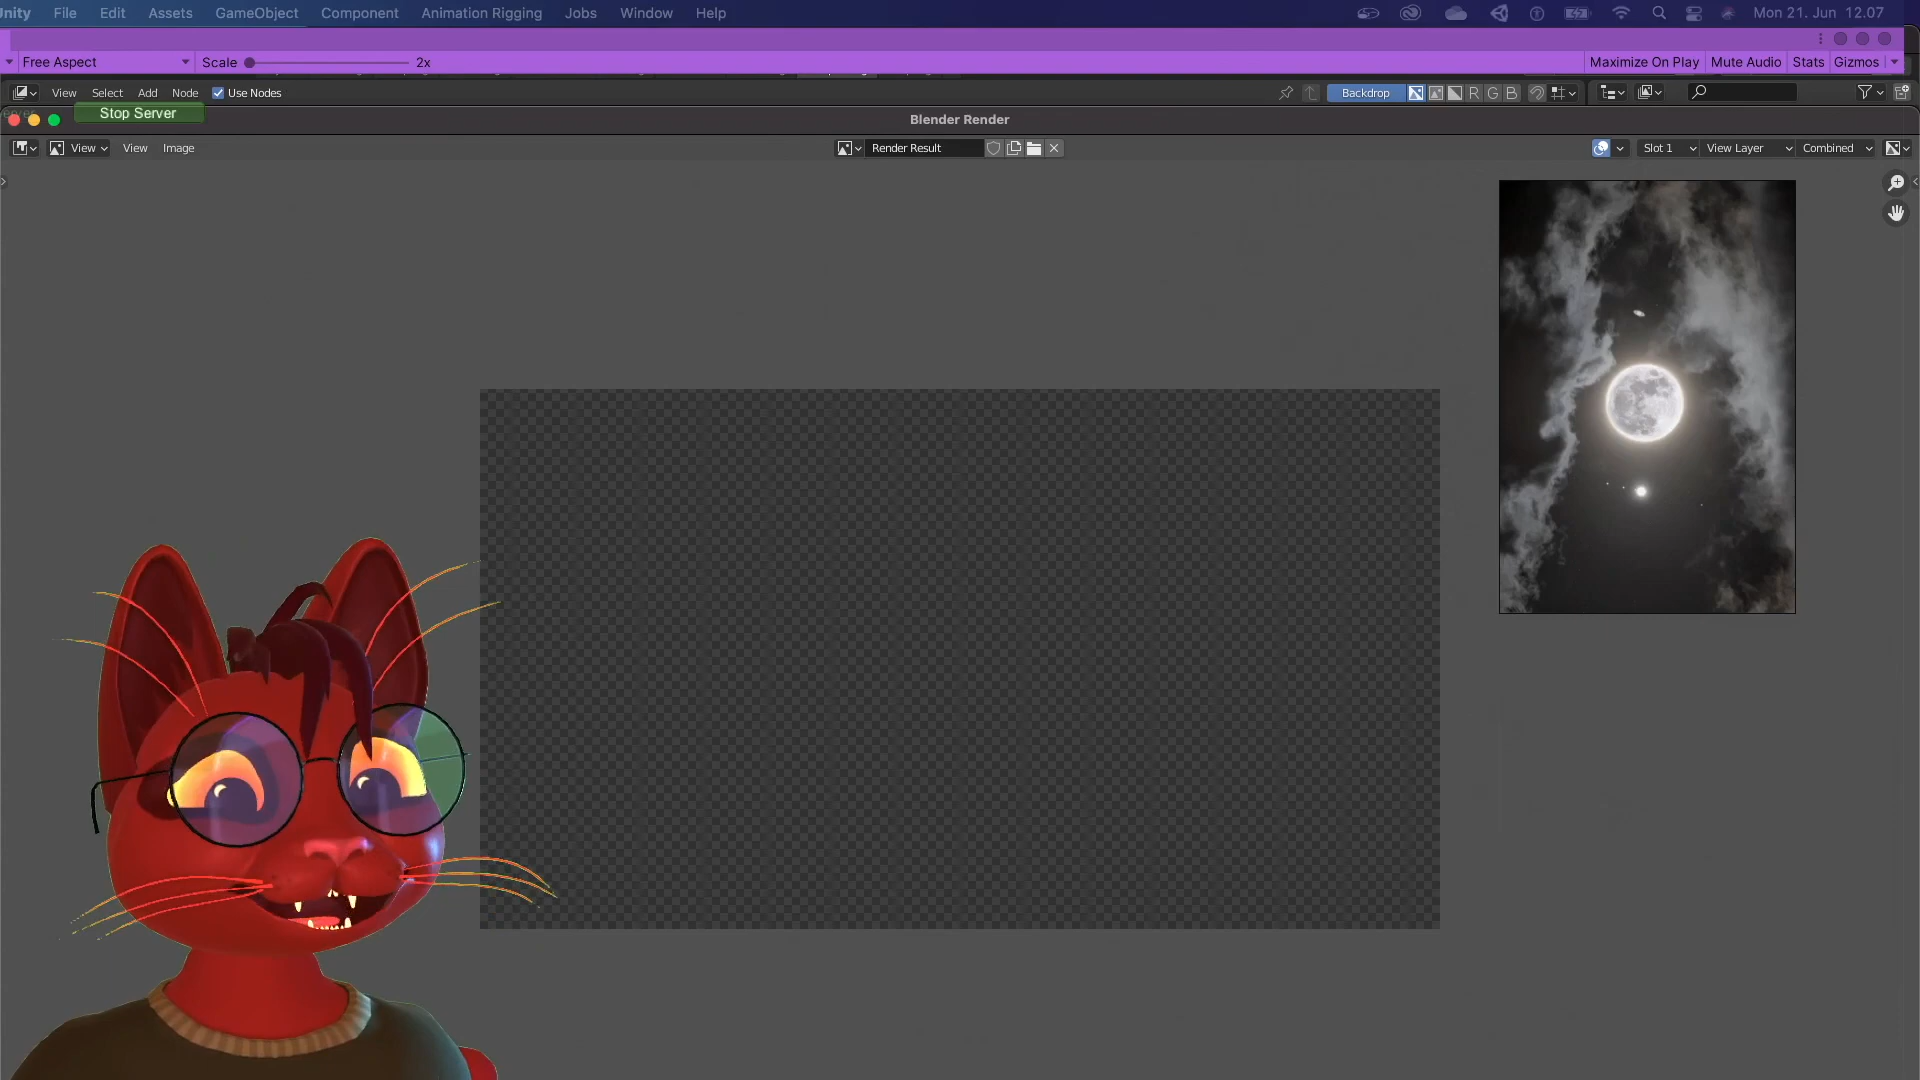 Unity File Edit Assets GameObject Component Animation Rigging Jobs Window Help Mon 21. Jun 12.07
Free Aspect Scale 2x Maximize On Play Mute Audio Stats Gizmos
View Select Add Node Use Nodes Backdrop R G B
Stop Server
Blender Render
View View Image Render Result Slot 1 View Layer Combined